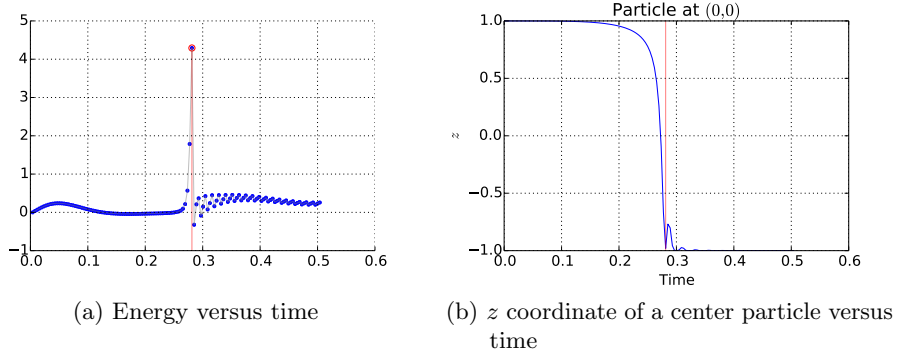 5
4
3
2
1
0
−1
0.0 0.1 0.2 0.3 0.4 0.5 0.6
(a) Energy versus time
Particle at (0,0)
1.0
0.5
0.0
−0.5
−1.0
z
0.0 0.1 0.2 0.3 0.4 0.5 0.6
Time
(b) z coordinate of a center particle versus
time